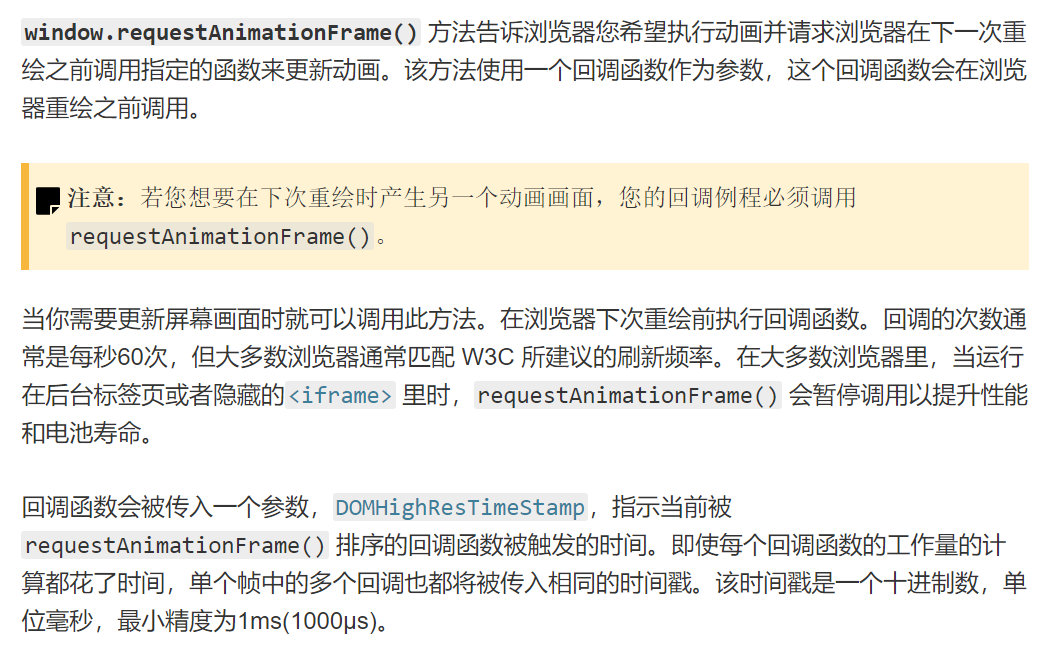 window.requestAnimationFrame() 方法告诉浏览器您希望执行动画并请求浏览器在下一次重
绘之前调用指定的函数来更新动画。该方法使用一个回调函数作为参数，这个回调函数会在浏览
器重绘之前调用。
注意：若您想要在下次重绘时产生另一个动画画面，您的回调例程必须调用
requestAnimationFrame()。
当你需要更新屏幕画面时就可以调用此方法。在浏览器下次重绘前执行回调函数。回调的次数通
常是每秒60次，但大多数浏览器通常匹配 W3C 所建议的刷新频率。在大多数浏览器里，当运行
在后台标签页或者隐藏的<iframe> 里时，requestAnimationFrame() 会暂停调用以提升性能
和电池寿命。
回调函数会被传入一个参数，DOMHighResTimeStamp，指示当前被
requestAnimationFrame() 排序的回调函数被触发的时间。即使每个回调函数的工作量的计
算都花了时间，单个帧中的多个回调也都将被传入相同的时间戳。该时间戳是一个十进制数，单
位毫秒，最小精度为1ms(1000μs)。